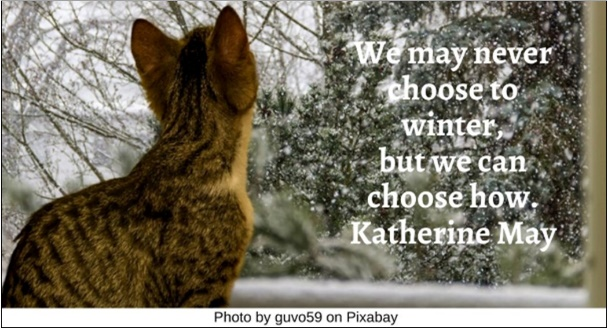 We may never
choose to
winter,
but we can
choose how.
Katherine May
Photo by guvo59 on Pixabay